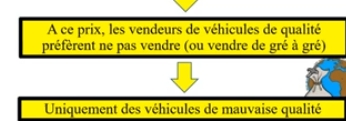 A ce prix, les vendeurs de véhicules de qualité
préfèrent ne pas vendre (ou vendre de gré à gré)
Uniquement des véhicules de mauvaise qualité